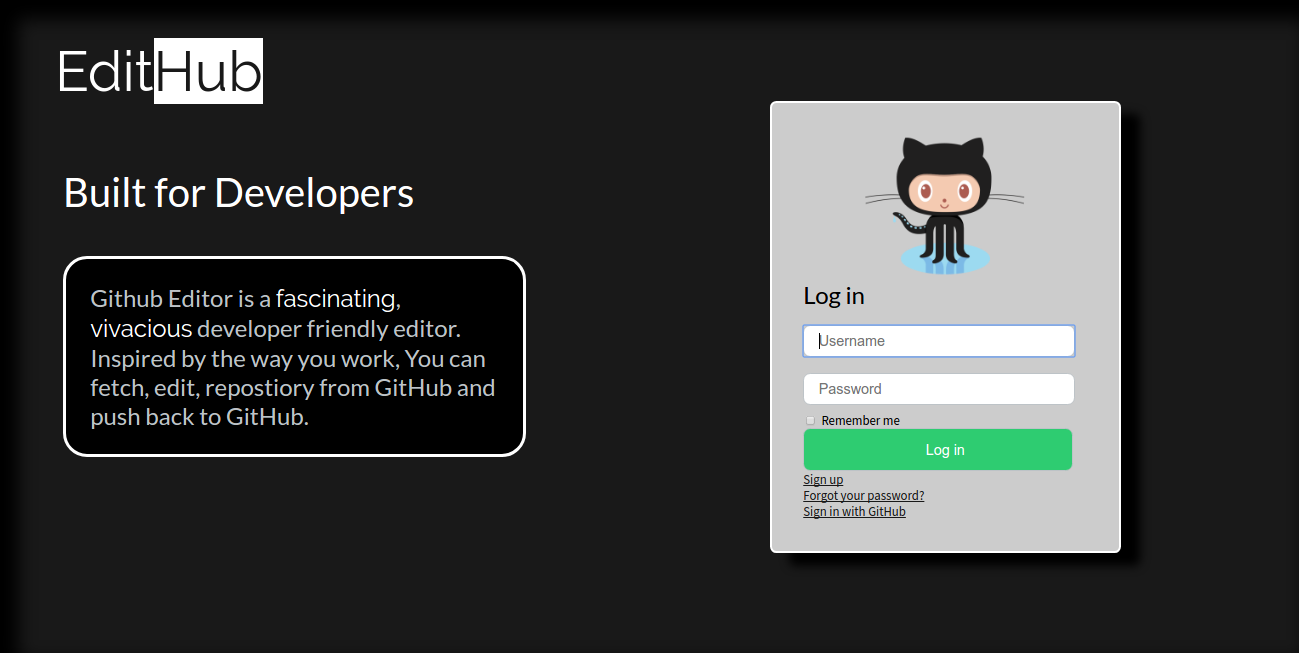 EditHub
Built for Developers
Github Editor is a fascinating,
vivacious developer friendly editor.
Inspired by the way you work, You can
fetch, edit, repostiory from GitHub and
push back to GitHub.
Log in
Username
Password
Remember me
Log in
Sign up
Forgot your password?
Sign in with GitHub